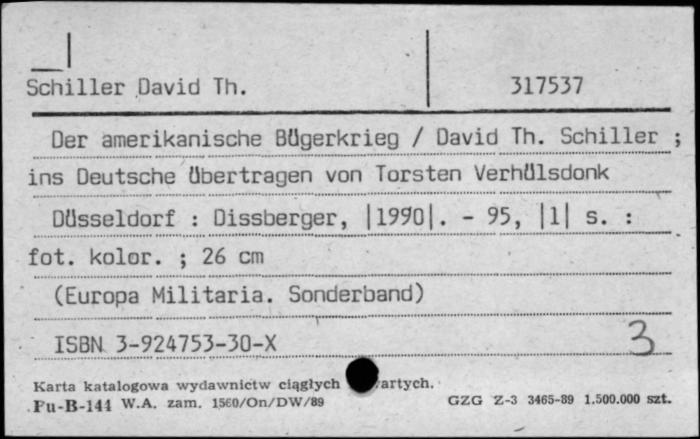 Schiller David Th. 317537
Der amerikanische Bügerkrieg / David Th. Schiller ;
ins Deutsche übertragen von Torsten Verhülsdonk
Düsseldorf : Dissberger, |1990|. - 95, |1| s. :
fot. kolor. ; 26 cm
(Europa Militaria. Sonderband)
ISBN 3-924753-30-X 3
Karta katalogowa wydawnictw ciągłych artych.
Pu-B-144 W.A. zam. 1560/On/DW/89 GZG Z-3 3465-89 1.500.000 szt.